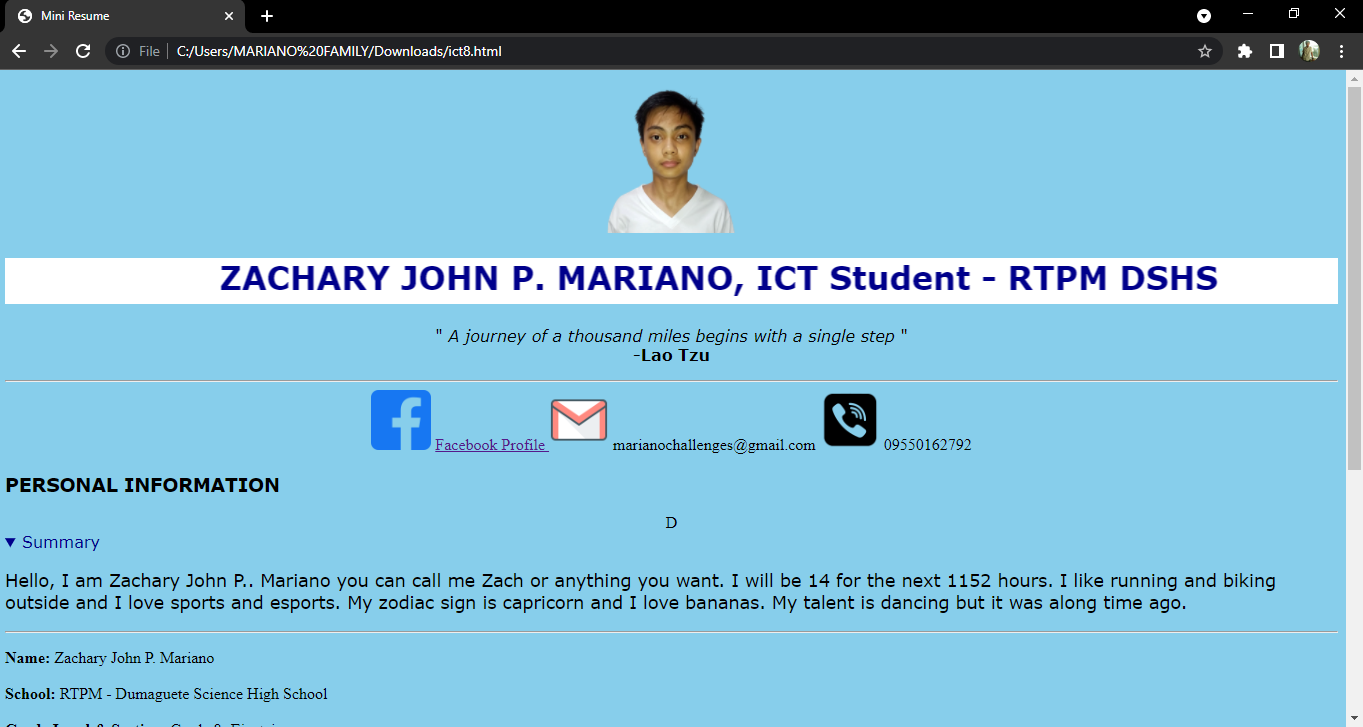 Mini Resume
File
C:/Users/MARIANO%20FAMILY/Downloads/ict8.html
ZACHARY JOHN P. MARIANO, ICT Student - RTPM DSHS
" A journey of a thousand miles begins with a single step "
-Lao Tzu
Facebook Profile marianochallenges@gmail.com 09550162792
PERSONAL INFORMATION
D
▼ Summary
Hello, I am Zachary John P.. Mariano you can call me Zach or anything you want. I will be 14 for the next 1152 hours. I like running and biking
outside and I love sports and esports. My zodiac sign is capricorn and I love bananas. My talent is dancing but it was along time ago.
Name: Zachary John P. Mariano
School: RTPM - Dumaguete Science High School